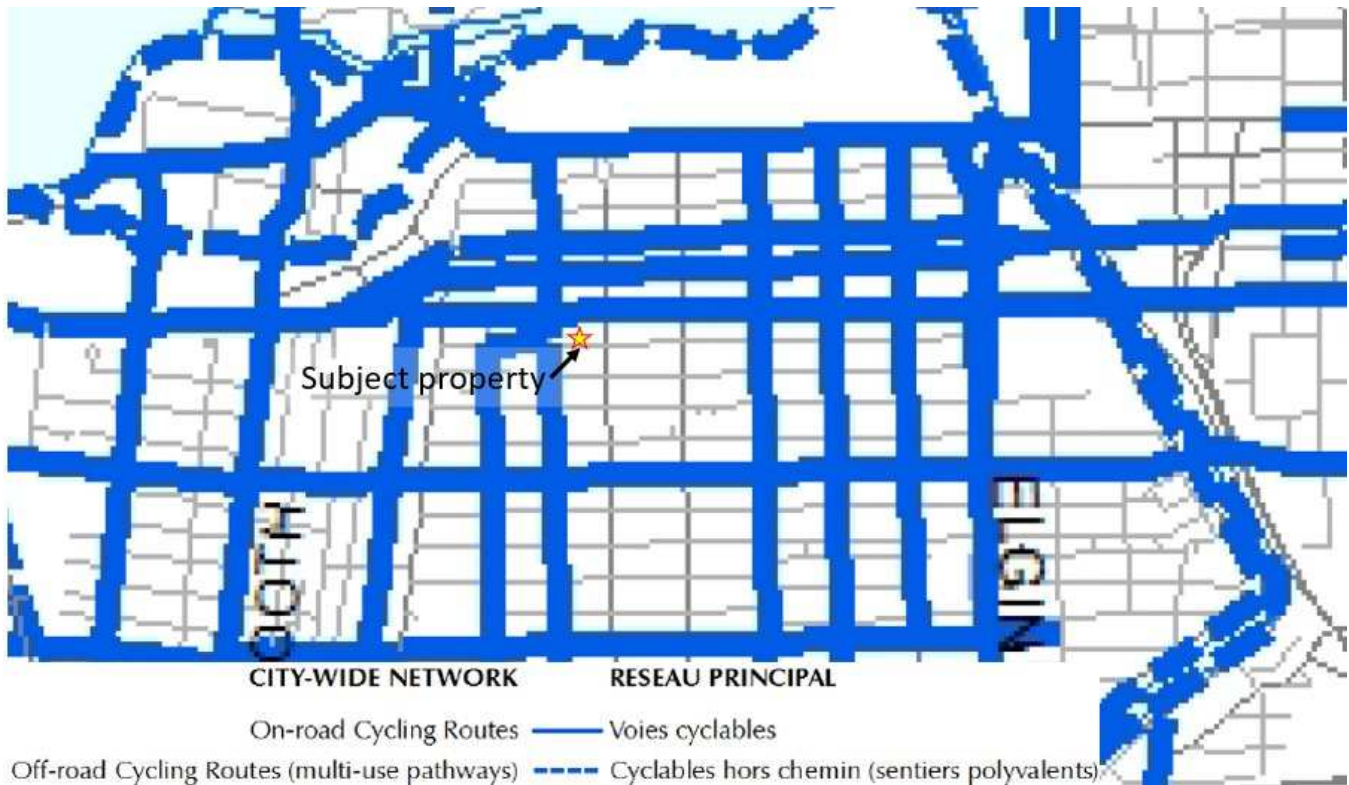 Subject property
OOTH
ELGIN
CITY-WIDE NETWORK RESEAU PRINCIPAL
On-road Cycling Routes Voies cyclables
Off-road Cycling Routes (multi-use pathways) Cyclables hors chemin (sentiers polyvalents)